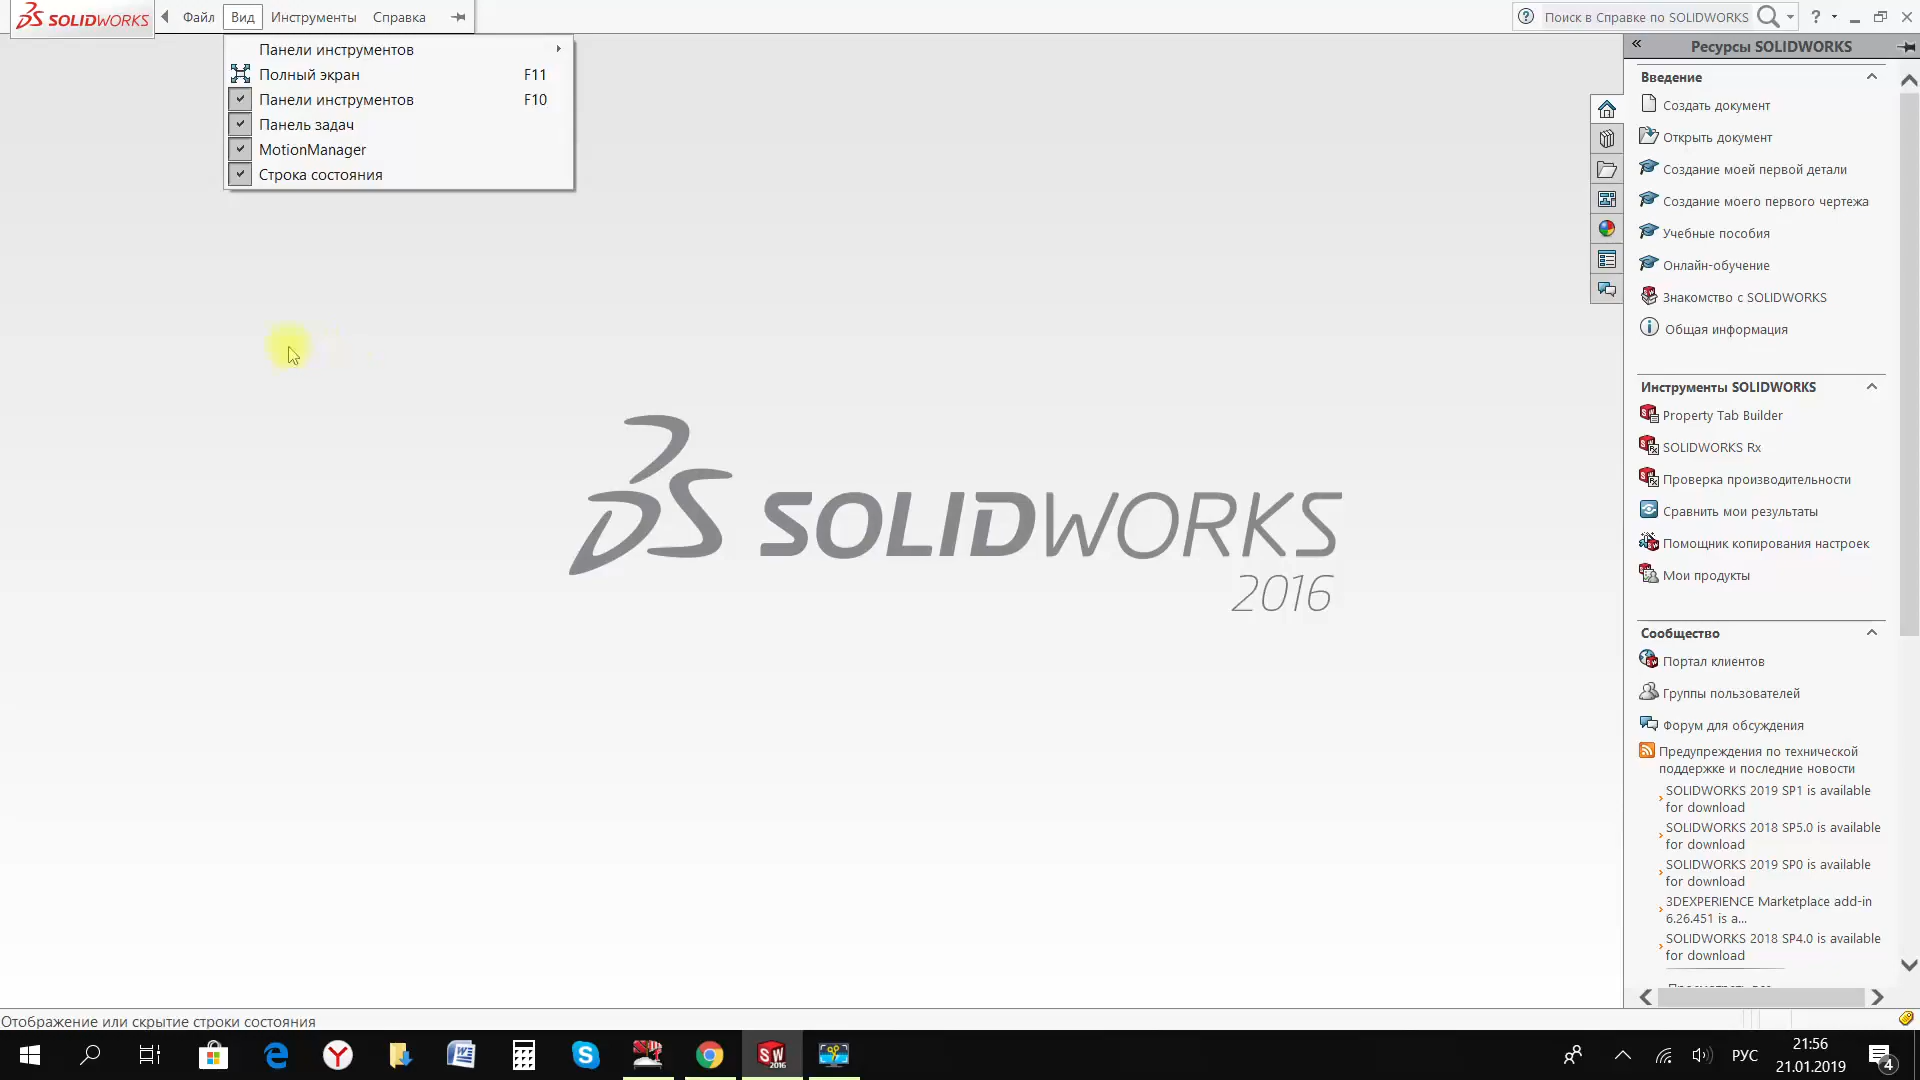 SOLIDWORKS
Файл Вид Инструменты Справка
Поиск в Справке по SOLIDWORKS
?
Панели инструментов
Полный экран F11
Панели инструментов F10
Панель задач
MotionManager
Строка состояния
SOLIDWORKS
2016
Ресурсы SOLIDWORKS
Введение
Создать документ
Открыть документ
Создание моей первой детали
Создание моего первого чертежа
Учебные пособия
Онлайн-обучение
Знакомство с SOLIDWORKS
Общая информация
Инструменты SOLIDWORKS
Property Tab Builder
SOLIDWORKS Rx
Проверка производительности
Сравнить мои результаты
Помощник копирования настроек
Мои продукты
Сообщество
Портал клиентов
Группы пользователей
Форум для обсуждения
Предупреждения по технической
поддержке и последние новости
SOLIDWORKS 2019 SP1 is available
for download
SOLIDWORKS 2018 SP5.0 is available
for download
SOLIDWORKS 2019 SP0 is available
for download
3DEXPERIENCE Marketplace add-in
6.26.451 is a...
SOLIDWORKS 2018 SP4.0 is available
for download
Отображение или скрытие строки состояния
SW
2016
РУС
21:56
21.01.2019
4